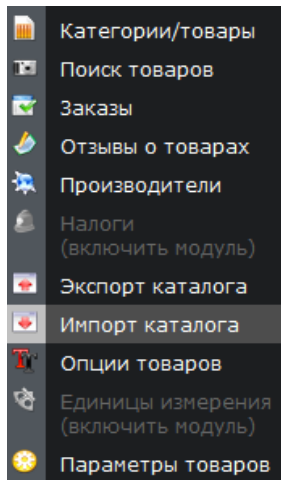 Категории/товары
Поиск товаров
Заказы
Отзывы о товарах
Производители
Налоги
(включить модуль)
Экспорт каталога
Импорт каталога
Опции товаров
Единицы измерения
(включить модуль)
Параметры товаров